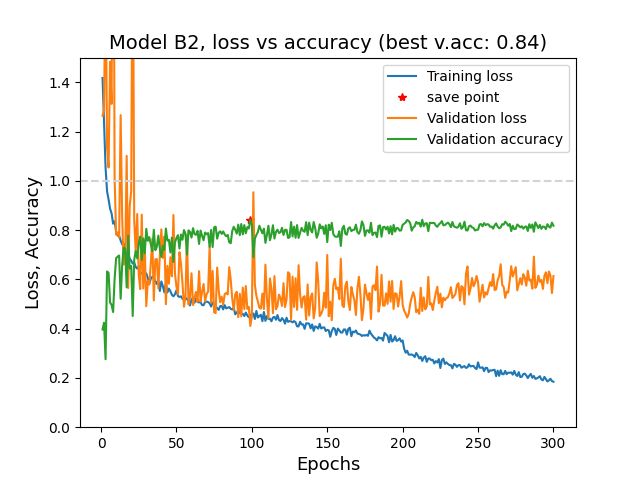 Model B2, loss vs accuracy (best v.acc: 0.84)
Training loss
save point
Validation loss
Validation accuracy
Loss, Accuracy
1.4
1.2
1.0
0.8
0.6
0.4
0.2
0.0
0 50 100 150 200 250 300
Epochs